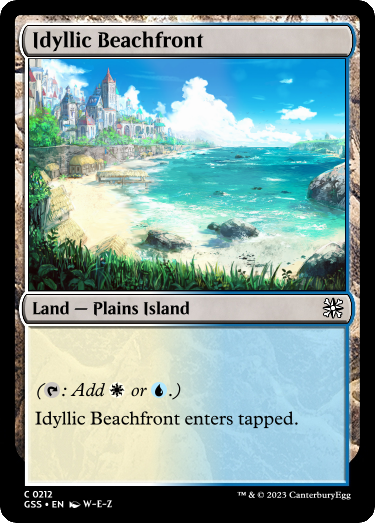 Idyllic Beachfront
Land — Plains Island
(: Add or .)
Idyllic Beachfront enters tapped.
C 0212
GSS • EN W-E-Z
™ & © 2023 CanterburyEgg